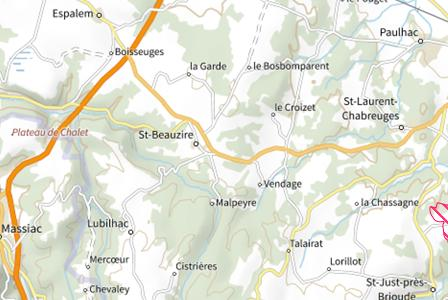 Espalem
Paulhac
Boisseuges
la Garde
le Bosbomparent
le Croizet
St-Laurent-
Chabreuges
Plateau de Chalet
St-Beauzire
Vendage
Malpeyre
la Chassagne
Massiac
Lubilhac
Talairat
Mercœur
Cistrières
Lorillot
St-Just-près-
Brioude
Chevaley